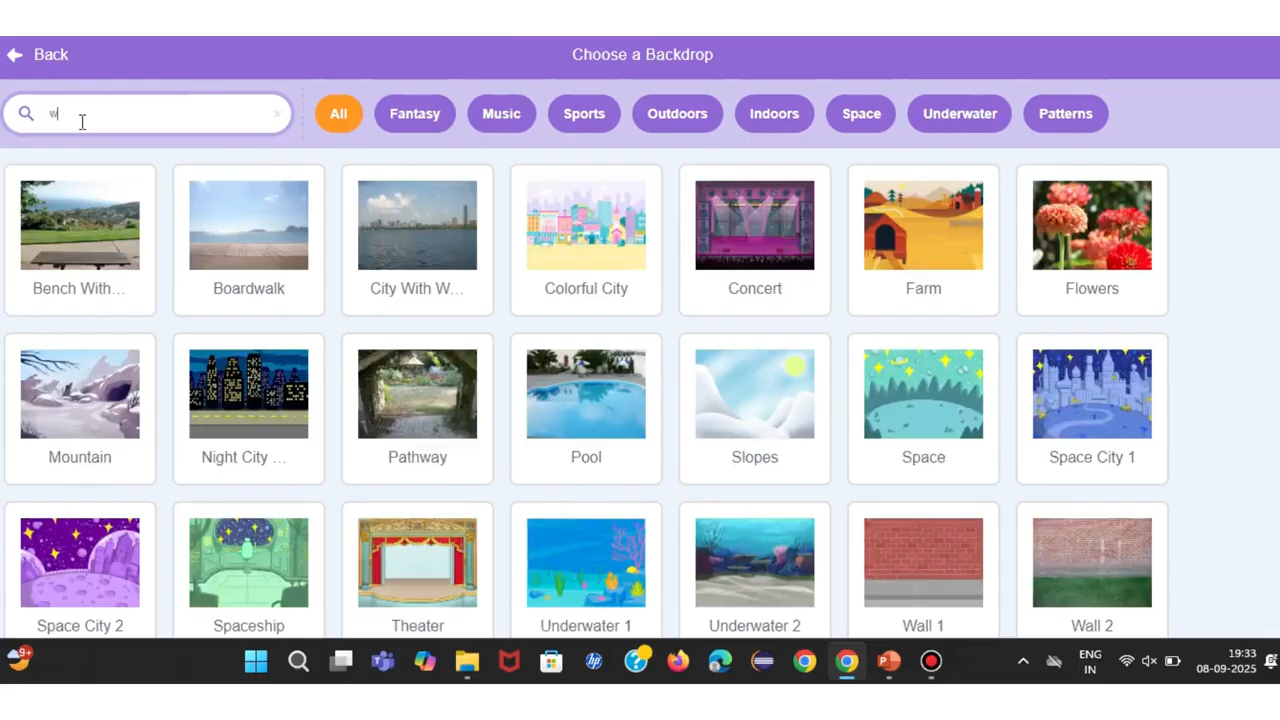 Back
Choose a Backdrop
w
All
Fantasy
Music
Sports
Outdoors
Indoors
Space
Underwater
Patterns
Bench With...
Boardwalk
City With W...
Colorful City
Concert
Farm
Flowers
Mountain
Night City ...
Pathway
Pool
Slopes
Space
Space City 1
Space City 2
Spaceship
Theater
Underwater 1
Underwater 2
Wall 1
Wall 2
9+
ENG
IN
19:33
08-09-2025